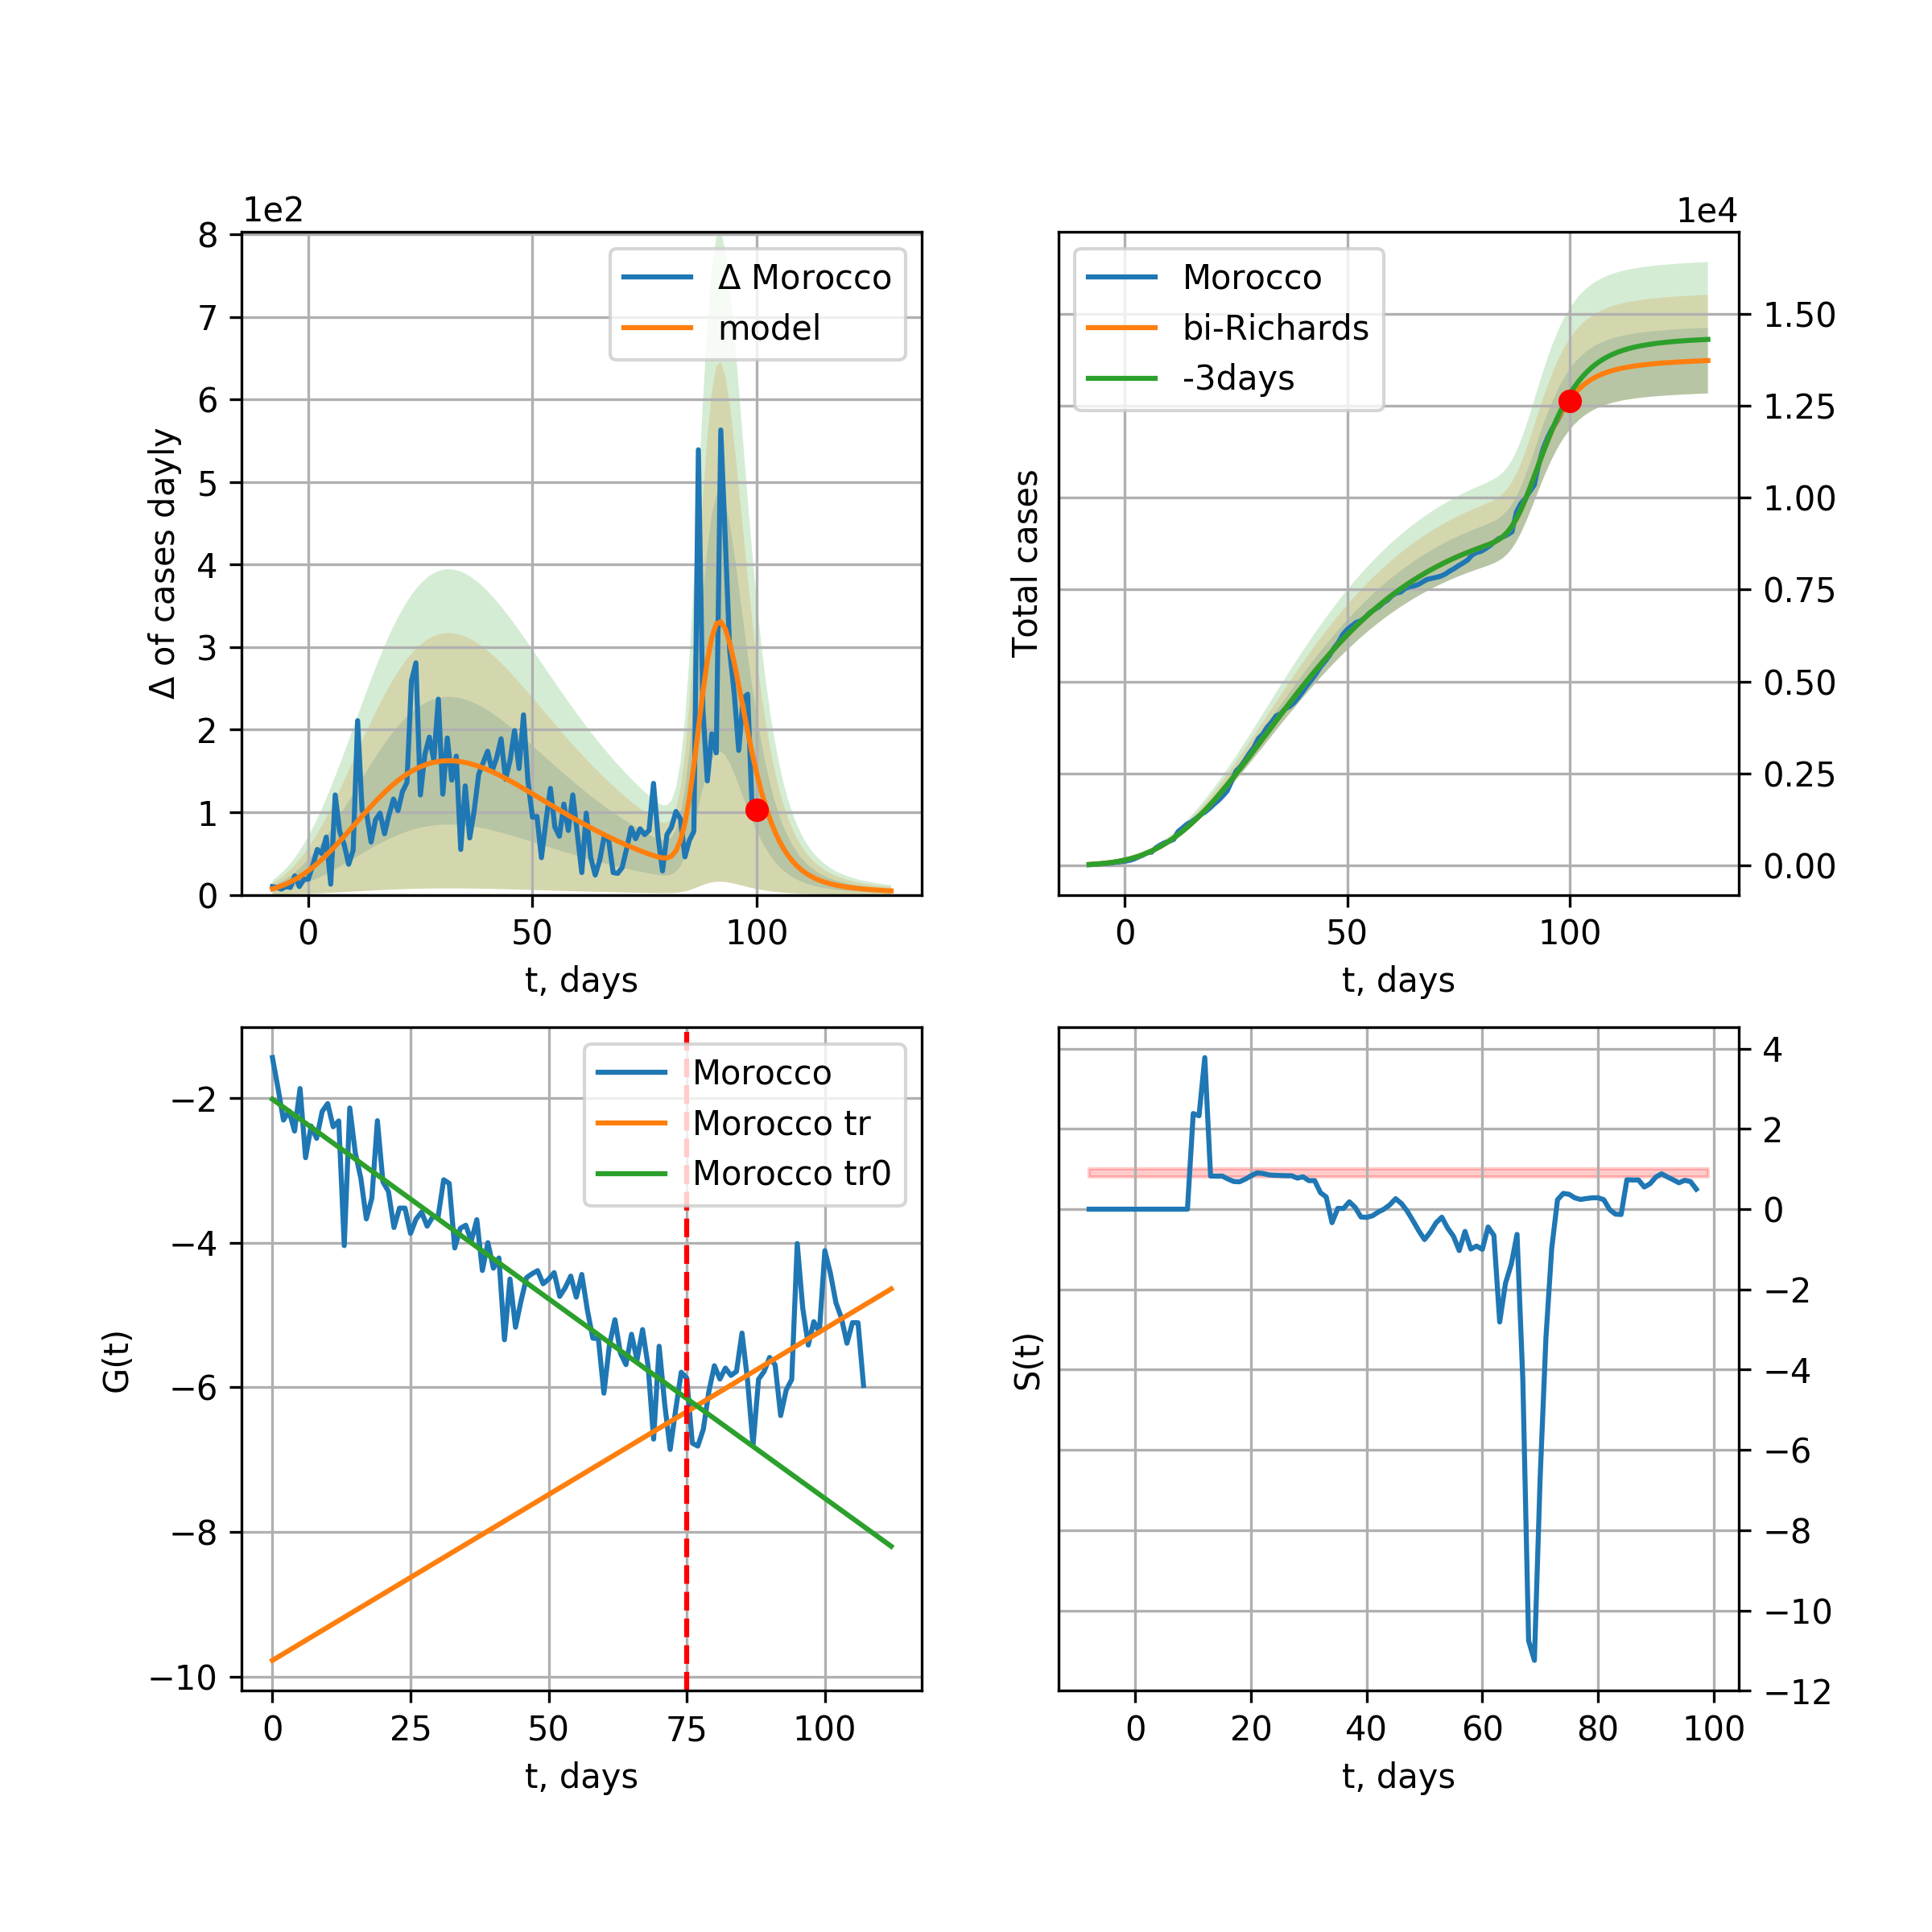 1e2
8
7
6
5
4
3
2
1
0
Δ of cases dayly
Δ Morocco
model
0 50 100
t, days
1e4
Morocco
bi-Richards
-3days
Total cases
1.50
1.25
1.00
0.75
0.50
0.25
0.00
0 50 100
t, days
G(t)
−2
−4
−6
−8
−10
Morocco
Morocco tr
Morocco tr0
0 25 50 75 100
t, days
S(t)
4
2
0
−2
−4
−6
−8
−10
−12
0 20 40 60 80 100
t, days